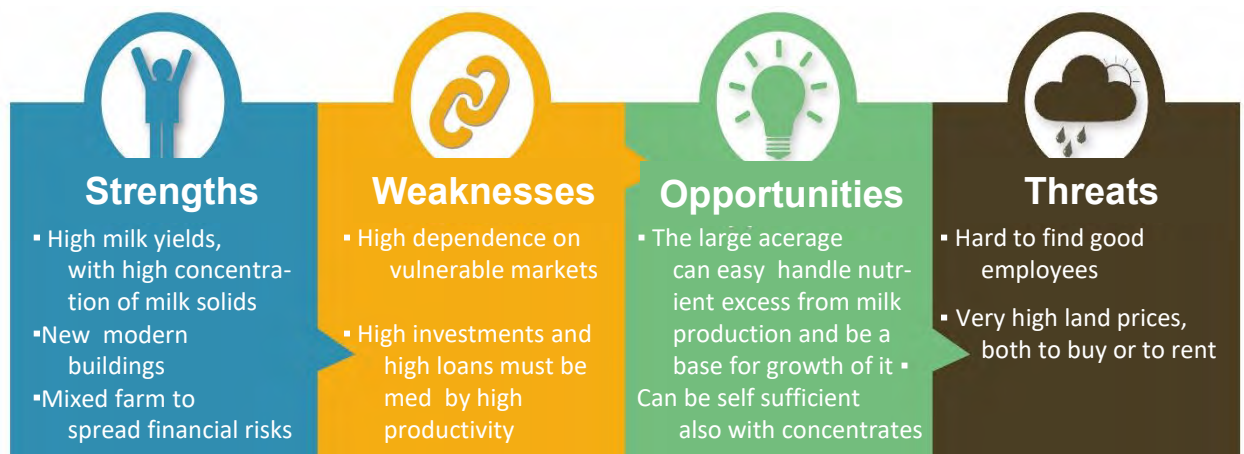 Strengths
▪ High milk yields,
with high concentra-
tion of milk solids
▪New modern
buildings
▪Mixed farm to
spread financial risks
Weaknesses
▪ High dependence on
vulnerable markets
▪ High investments and
high loans must be
med by high
productivity
Opportunities
▪ The large acerage
can easy handle nutr-
ient excess from milk
production and be a
base for growth of it ▪
Can be self sufficient
also with concentrates
Threats
▪ Hard to find good
employees
▪ Very high land prices,
both to buy or to rent